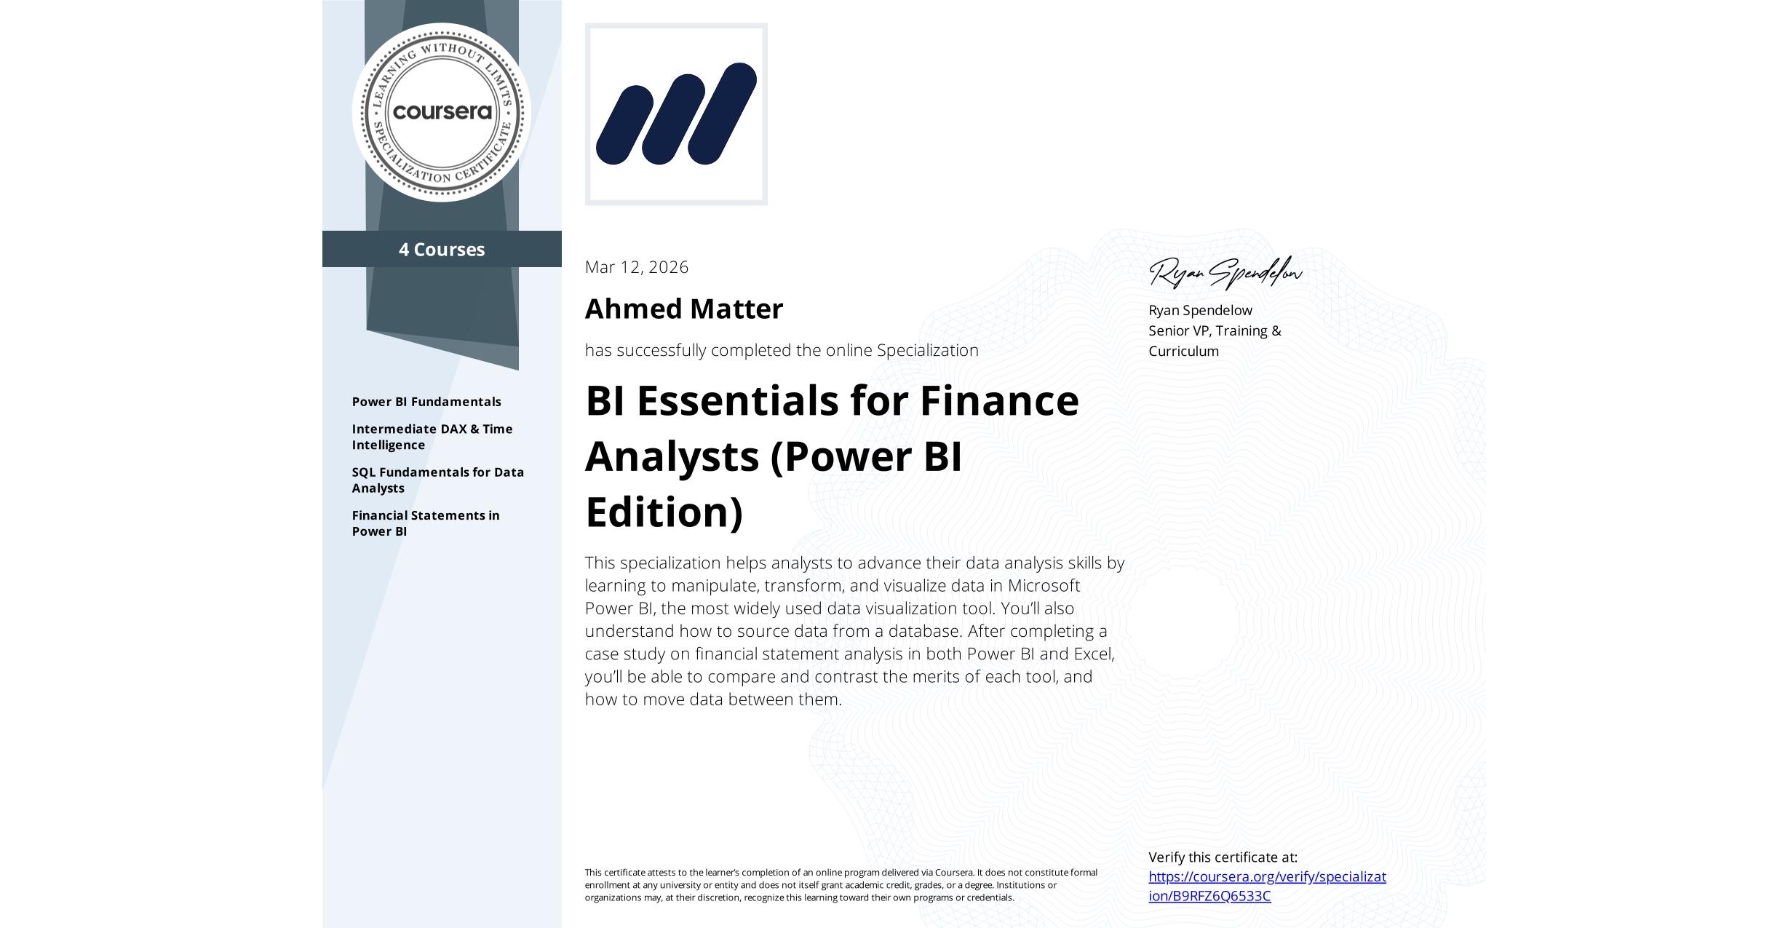 LEARNING WITHOUT LIMITS
coursera
SPECIALIZATION CERTIFICATE
4 Courses
Power BI Fundamentals
Intermediate DAX & Time
Intelligence
SQL Fundamentals for Data
Analysts
Financial Statements in
Power BI
Mar 12, 2026
Ahmed Matter
has successfully completed the online Specialization
BI Essentials for Finance
Analysts (Power BI
Edition)
This specialization helps analysts to advance their data analysis skills by
learning to manipulate, transform, and visualize data in Microsoft
Power BI, the most widely used data visualization tool. You'll also
understand how to source data from a database. After completing a
case study on financial statement analysis in both Power BI and Excel,
you'll be able to compare and contrast the merits of each tool, and
how to move data between them.
Ryan Spendelow
Ryan Spendelow
Senior VP, Training &
Curriculum
This certificate attests to the learner's completion of an online program delivered via Coursera. It does not constitute formal
enrollment at any university or entity and does not itself grant academic credit, grades, or a degree. Institutions or
organizations may, at their discretion, recognize this learning toward their own programs or credentials.
Verify this certificate at:
https://coursera.org/verify/specializat
ion/B9RFZ6Q6533C